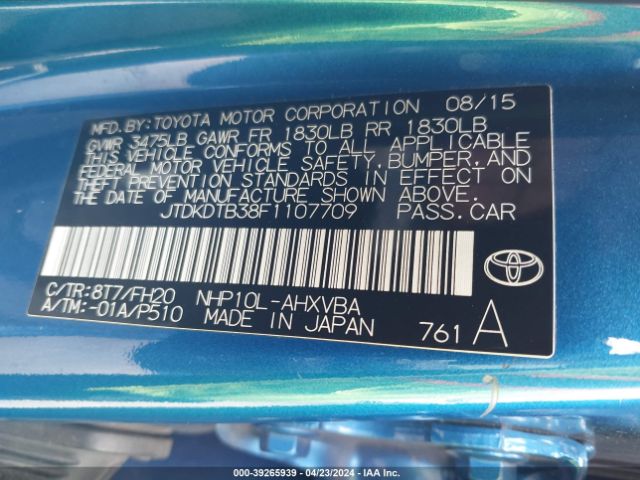 MFD.BY:TOYOTA MOTOR CORPORATION 08/15
GVWR 3475LB GAWR FR 1830LB RR 1830LB
THIS VEHICLE CONFORMS TO ALL APPLICABLE
FEDERAL MOTOR VEHICLE SAFETY,BUMPER,AND
THEFT PREVENTION STANDARDS IN EFFECT ON
THE DATE OF MANUFACTURE SHOWN ABOVE.
JTDKDTB38F1107709 PASS.CAR
C/TR:8T7/FH20 NHP10L-AHXVBA
A/TM:-01A/P510 MADE IN JAPAN 761 A
000-39265939 - 04/23/2024 - IAA Inc.